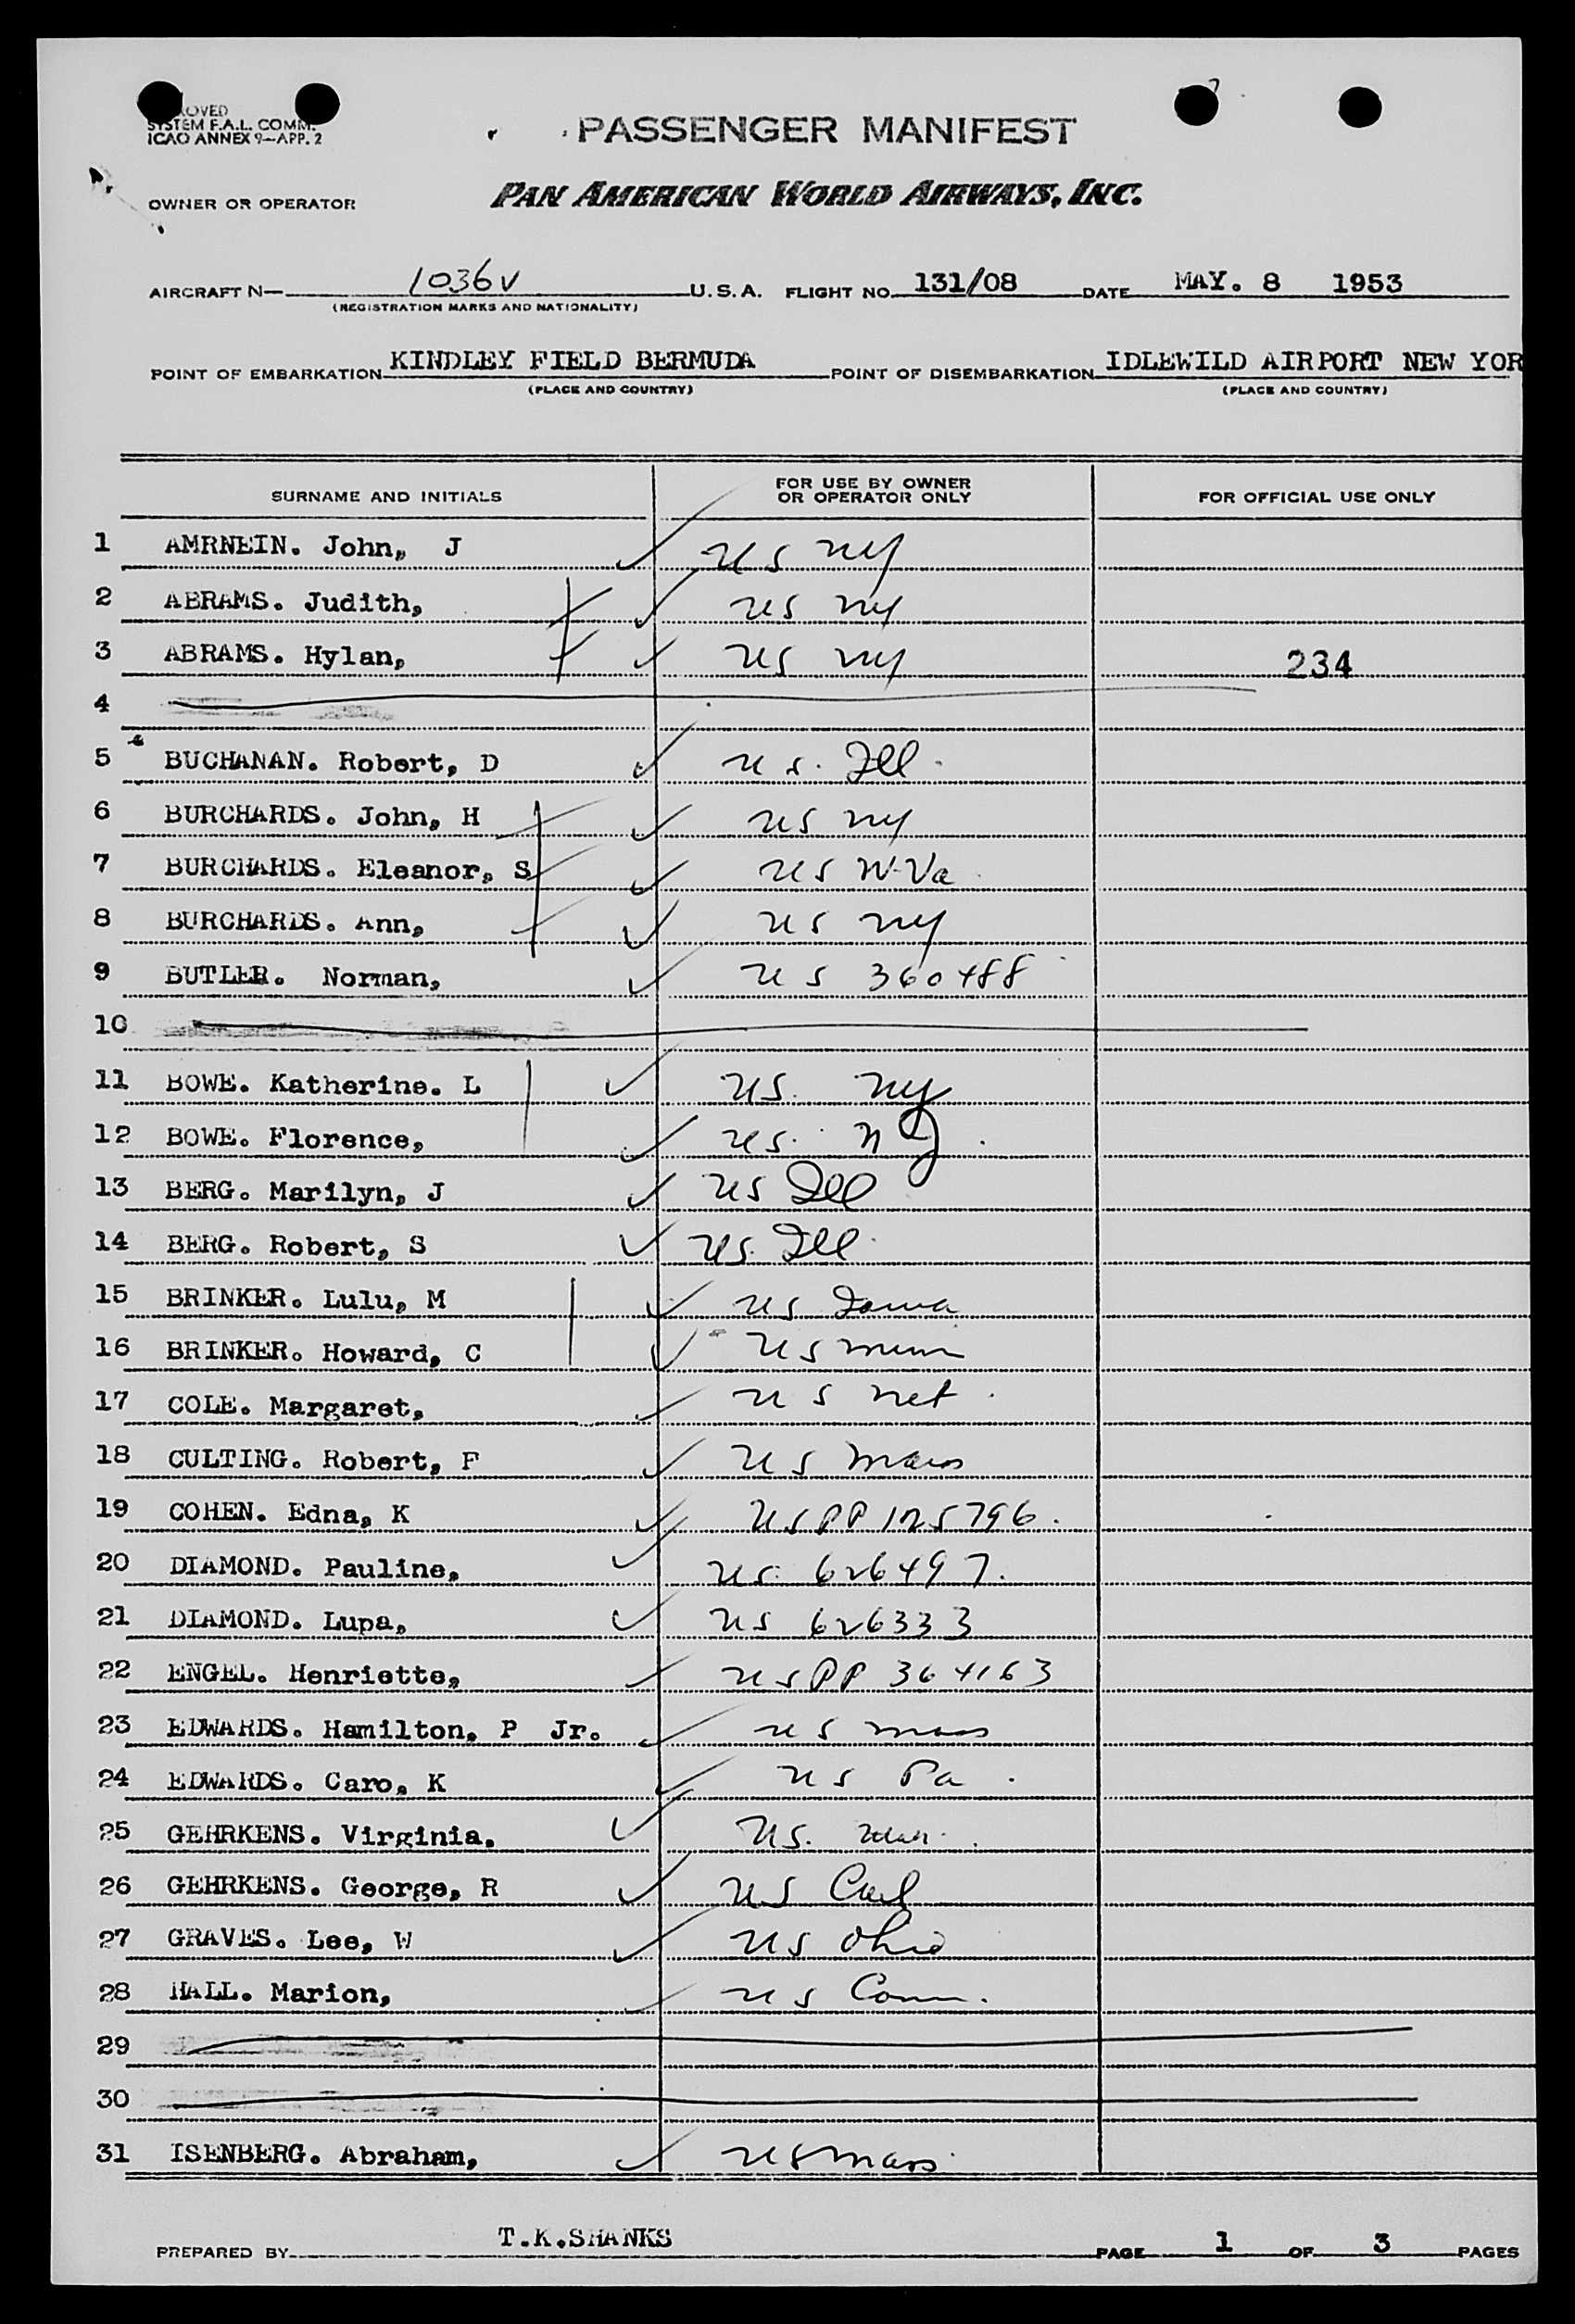 SYSTEM F.A.L. COMM.
ICAO ANNEX 9—APP. 2
PASSENGER MANIFEST
OWNER OR OPERATOR PAN AMERICAN WORLD AIRWAYS, INC.
AIRCRAFT N— 1036V U.S.A. FLIGHT NO. 131/08 DATE MAY. 8 1953
(REGISTRATION MARKS AND NATIONALITY)
POINT OF EMBARKATION KINDLEY FIELD BERMUDA POINT OF DISEMBARKATION IDLEWILD AIRPORT NEW YOR
(PLACE AND COUNTRY) (PLACE AND COUNTRY)
SURNAME AND INITIALS FOR USE BY OWNER OR OPERATOR ONLY FOR OFFICIAL USE ONLY
1 AMRNEIN. John, J US NY
2 ABRAMS. Judith, US NY
3 ABRAMS. Hylan, US NY 234
4
5 BUCHANAN. Robert, D U S. Ill.
6 BURCHARDS. John, H US NY
7 BURCHARDS. Eleanor, S US W.Va
8 BURCHARDS. Ann, US NY
9 BUTLER. Norman, U S 360488
10
11 BOWE. Katherine. L US. NY
12 BOWE. Florence, US. NJ.
13 BERG. Marilyn, J US Ill
14 BERG. Robert, S US. Ill.
15 BRINKER. Lulu, M US Iowa
16 BRINKER. Howard, C US Minn
17 COLE. Margaret, U S
18 CULTING. Robert, F US Mass
19 COHEN. Edna, K US PP 125796.
20 DIAMOND. Pauline, US. 626497.
21 DIAMOND. Lupa, US 626333
22 ENGEL. Henriette, US PP 364163
23 EDWARDS. Hamilton, P Jr. US Mass
24 EDWARDS. Caro, K US Pa.
25 GEHRKENS. Virginia, US.
26 GEHRKENS. George, R US Cal
27 GRAVES. Lee, W US Ohio
28 HALL. Marion, US Conn.
29
30
31 ISENBERG. Abraham, US Mass
PREPARED BY T.K.SHANKS PAGE 1 OF 3 PAGES